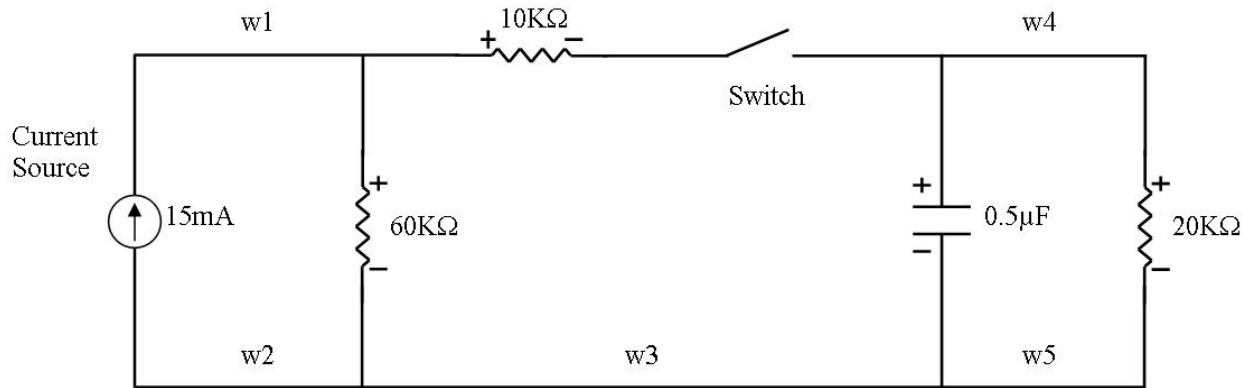 w1
10KΩ
w4
+
−
Switch
Current
Source
15mA
+
60KΩ
−
+
0.5µF
−
+
20KΩ
−
w2
w3
w5